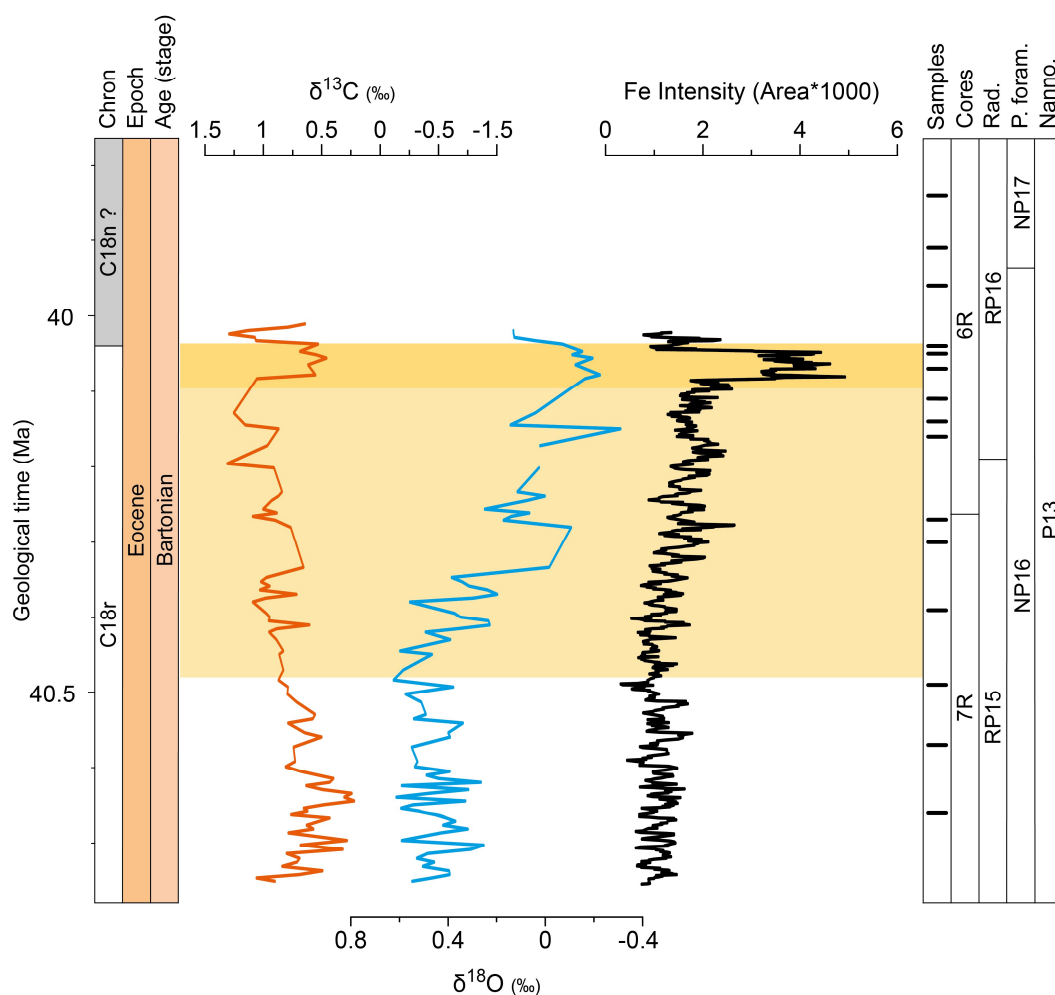 Chron
Epoch
Age (stage)
δ¹³C (‰)
Fe Intensity (Area*1000)
Samples
Cores
Rad.
P. foram.
Nanno.
1.5 1 0.5 0 -0.5 -1.5
0 2 4 6
C18n ?
C18r
Eocene
Bartonian
Geological time (Ma)
40
40.5
6R
7R
RP16
RP15
NP17
NP16
P13
0.8 0.4 0 -0.4
δ¹⁸O (‰)